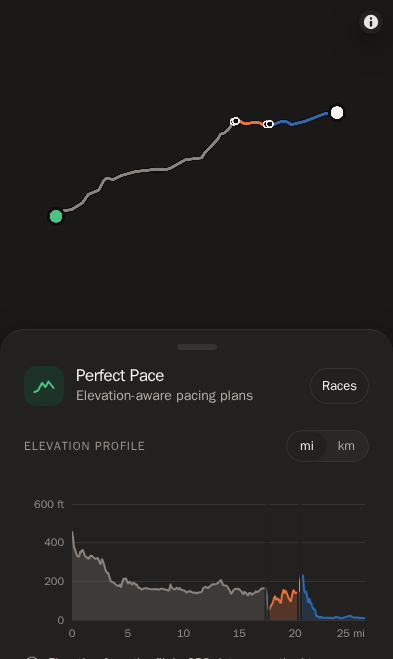 Perfect Pace
Elevation-aware pacing plans
Races
ELEVATION PROFILE
mi
km
600 ft
400
200
0
0 5 10 15 20 25 mi